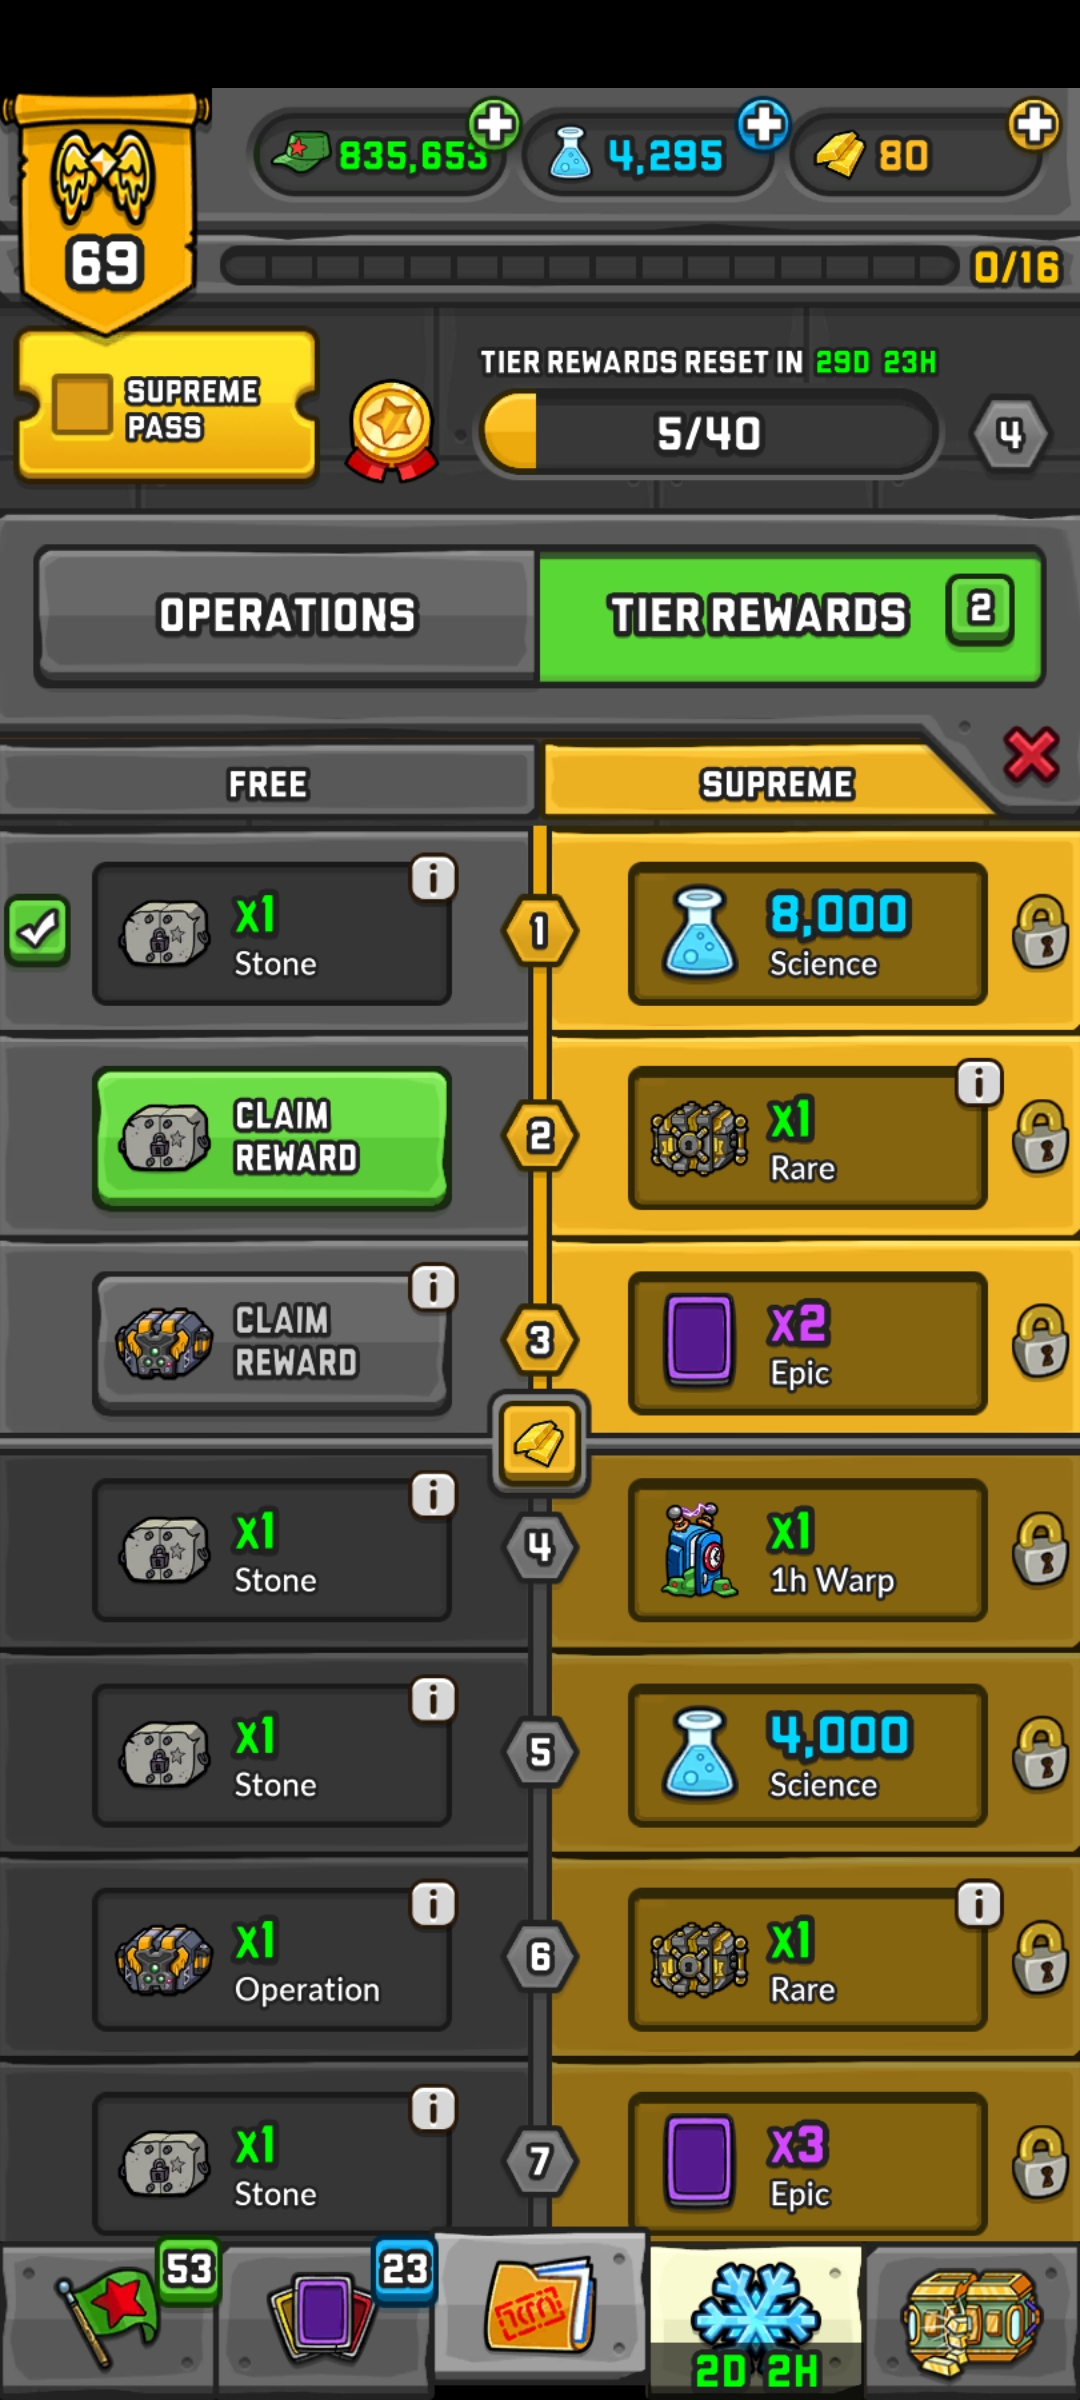 835,653
4,295
80
69
0/16
SUPREME
PASS
TIER REWARDS RESET IN 29D 23H
5/40
4
OPERATIONS
TIER REWARDS
2
FREE
SUPREME
X1
Stone
1
8,000
Science
CLAIM
REWARD
2
X1
Rare
CLAIM
REWARD
3
X2
Epic
X1
Stone
4
X1
1h Warp
X1
Stone
5
4,000
Science
X1
Operation
6
X1
Rare
X1
Stone
7
X3
Epic
53
23
2D 2H